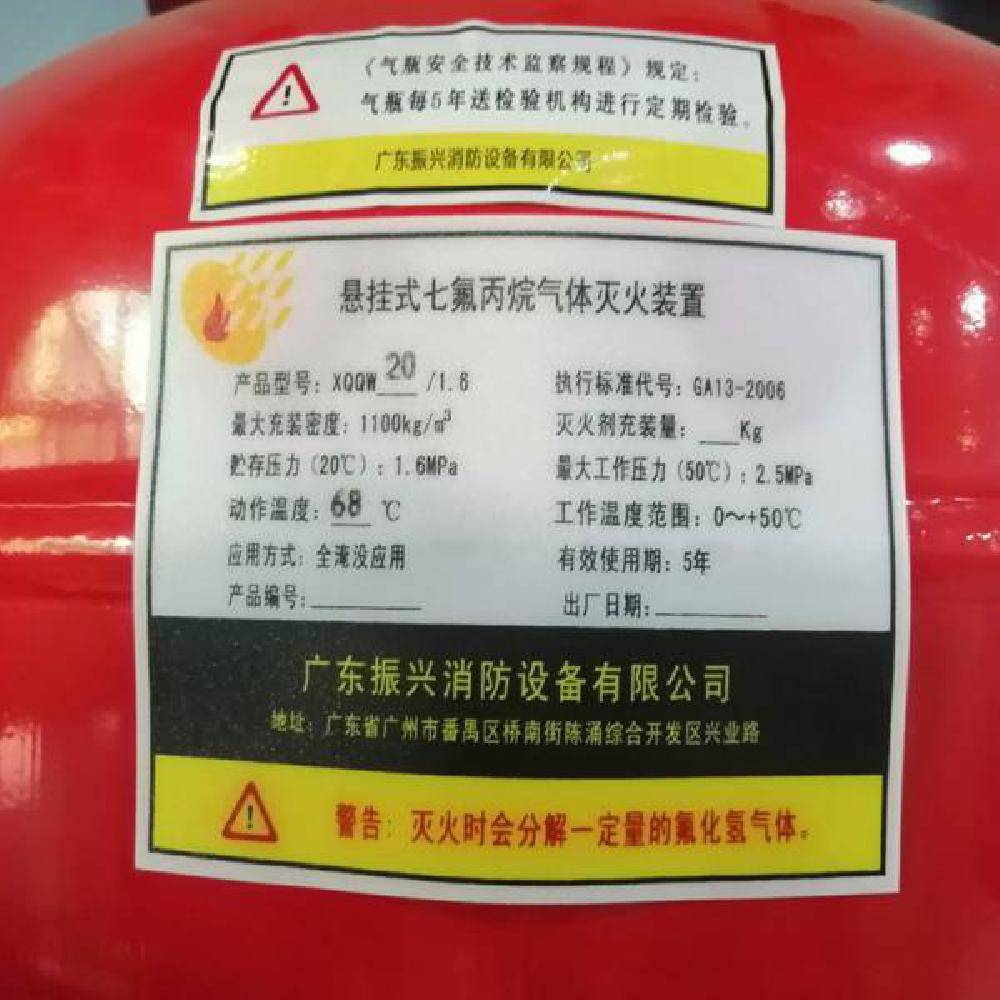 《气瓶安全技术监察规程》规定：
气瓶每5年送检验机构进行定期检验。
广东振兴消防设备有限公司
悬挂式七氟丙烷气体灭火装置
产品型号：XQQW 20 /1.6 执行标准代号：GA13-2006
最大充装密度：1100kg/m³ 灭火剂充装量：___Kg
贮存压力（20℃）：1.6MPa 最大工作压力（50℃）：2.5MPa
动作温度：68 ℃ 工作温度范围：0～+50℃
应用方式：全淹没应用 有效使用期：5年
产品编号：________ 出厂日期：________
广东振兴消防设备有限公司
地址：广东省广州市番禺区桥南街陈涌综合开发区兴业路
警告：灭火时会分解一定量的氟化氢气体。